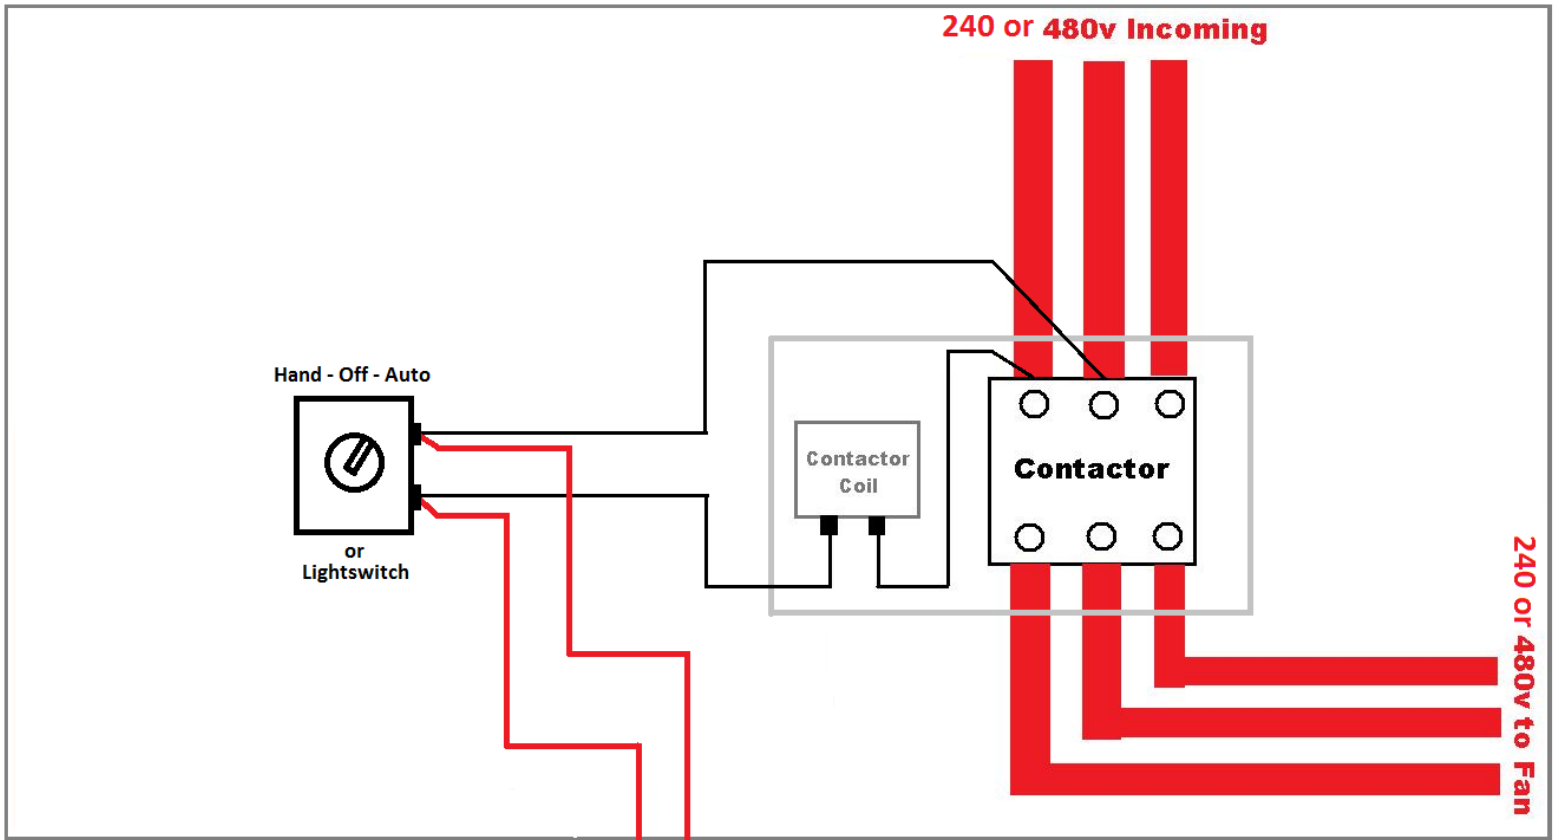 240 or 480v Incoming
Hand - Off - Auto
or
Lightswitch
Contactor
Coil
Contactor
240 or 480v to Fan